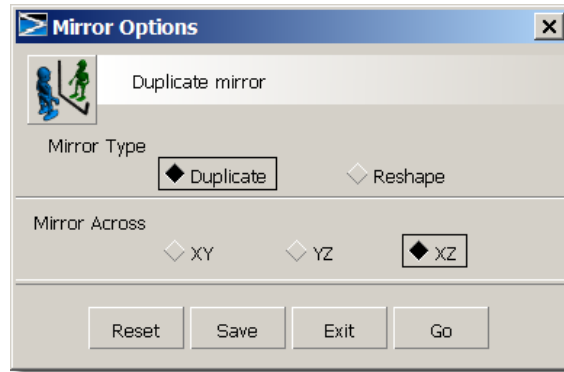 Mirror Options
Duplicate mirror
Mirror Type
Duplicate Reshape
Mirror Across
XY YZ XZ
Reset Save Exit Go